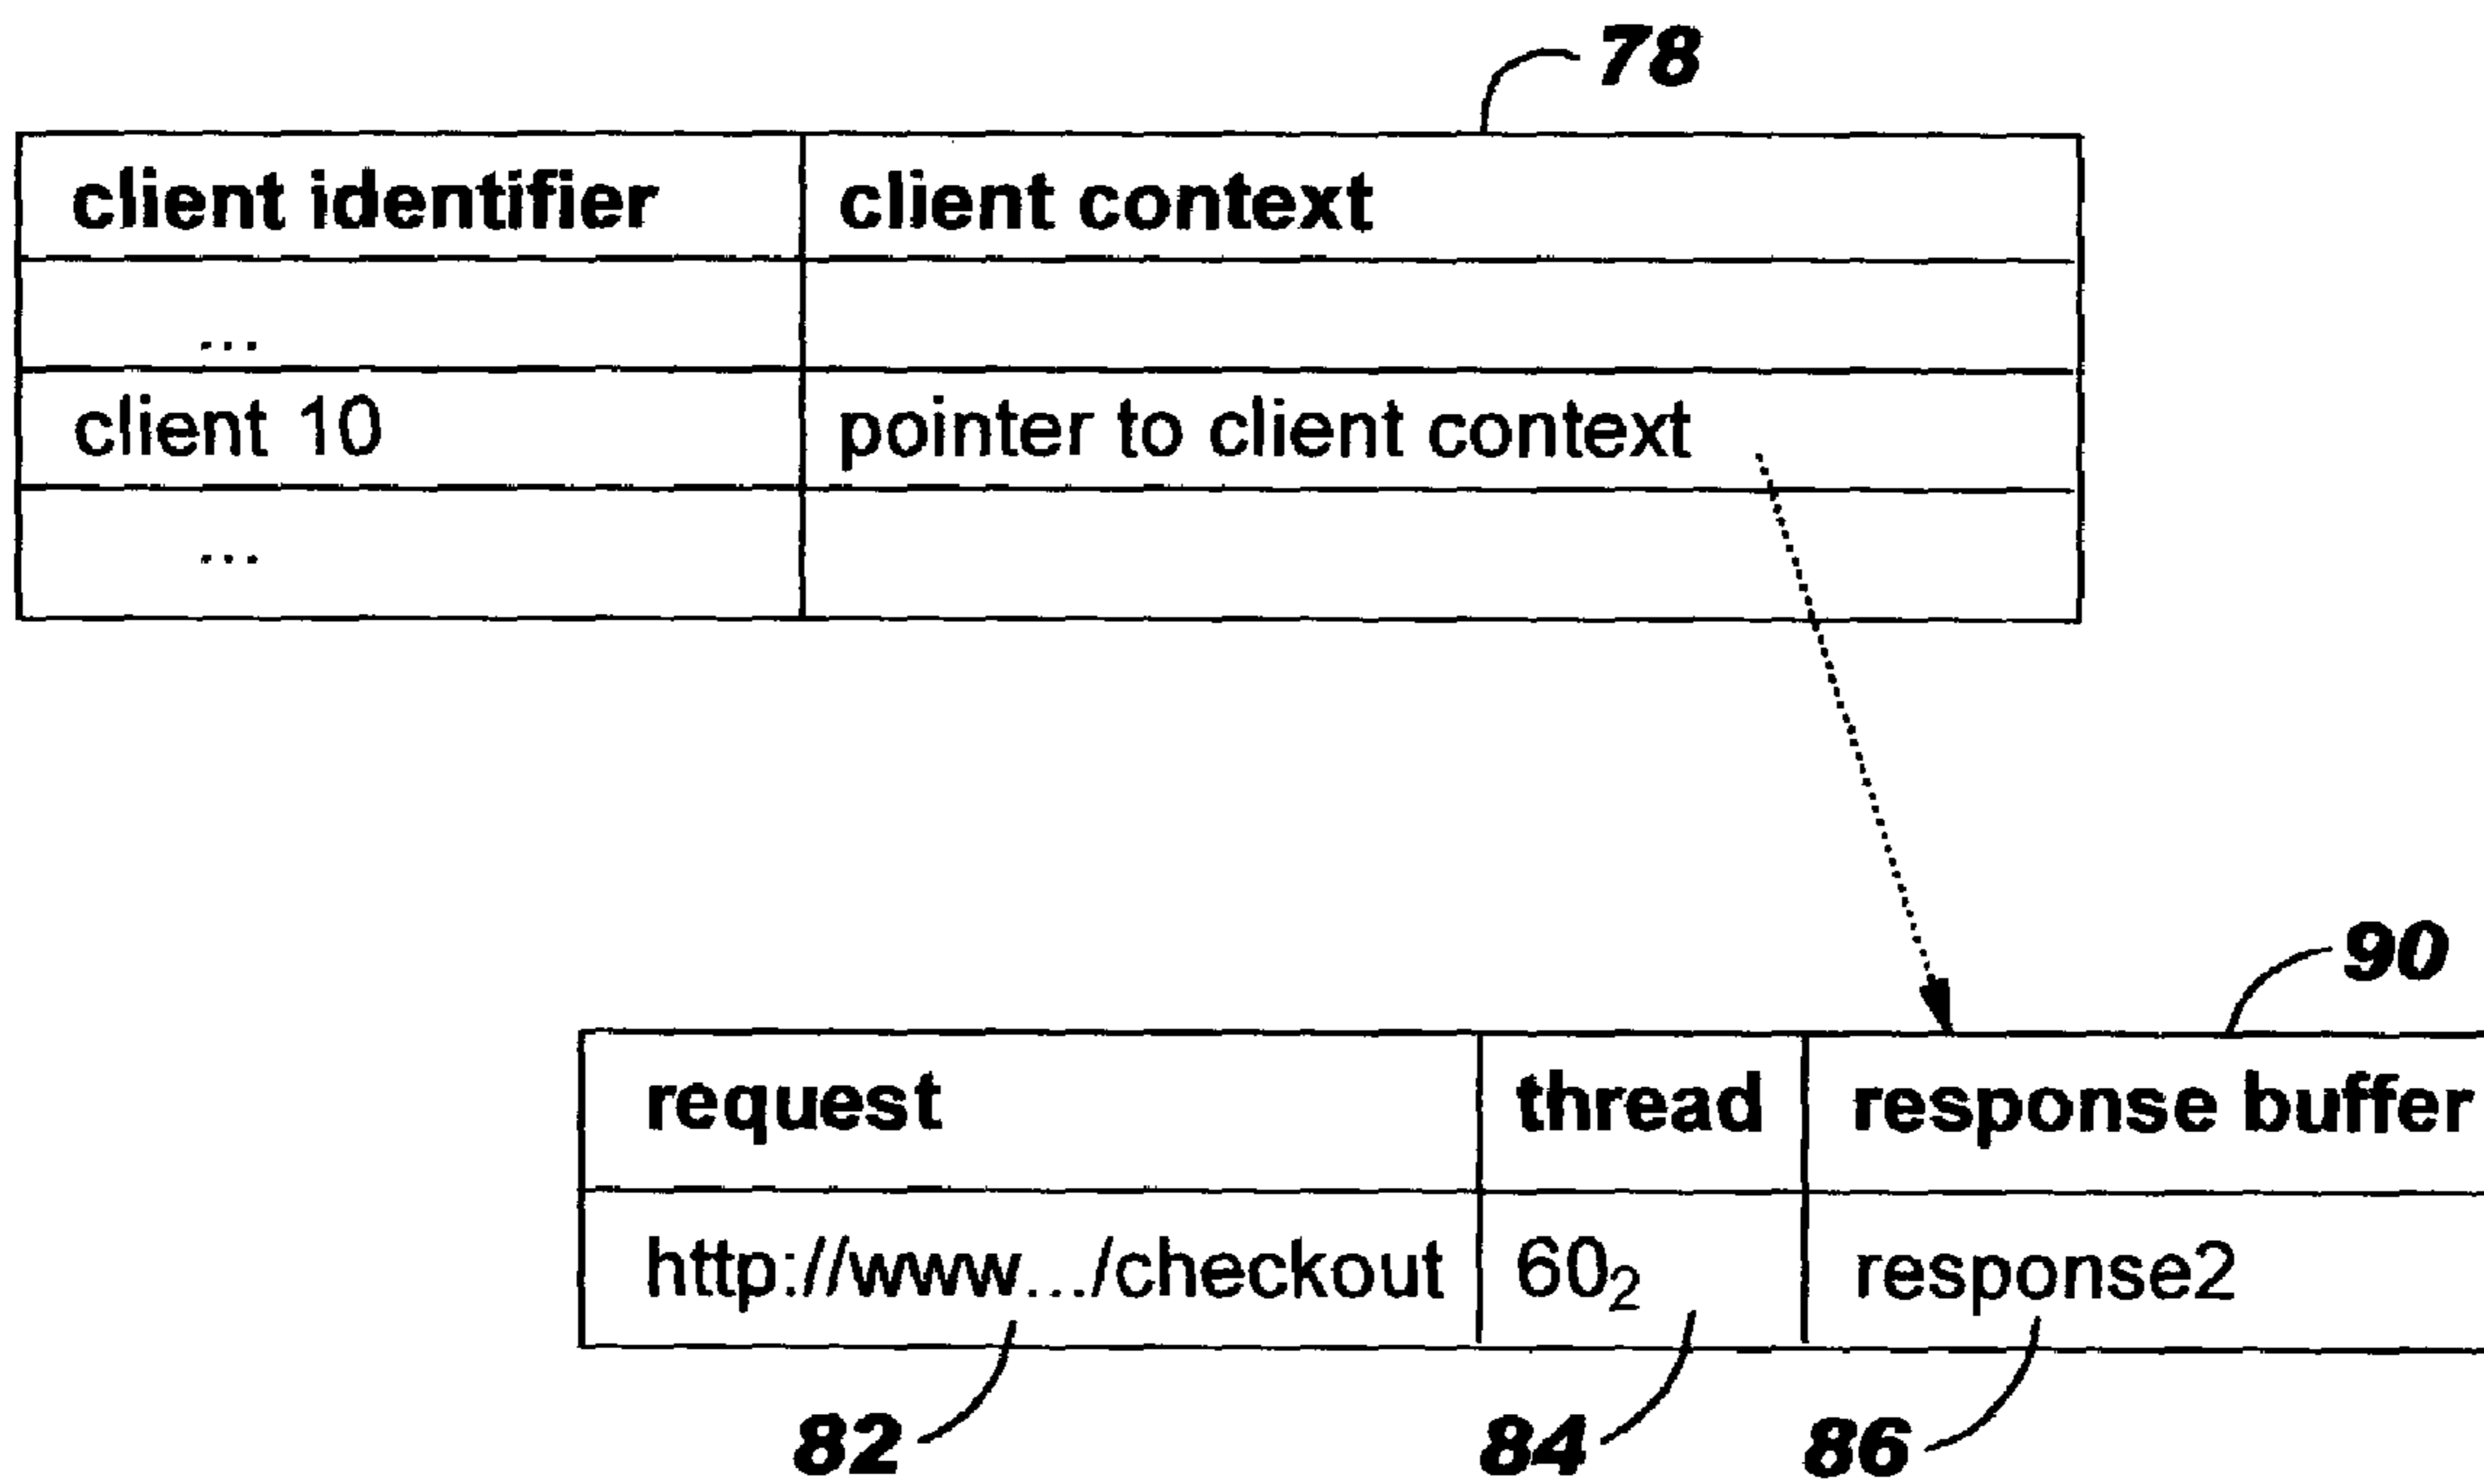 78
client identifier client context
...
client 10 pointer to client context
...
90
request thread response buffer
http://www.../checkout 60₂ response2
82 84 86